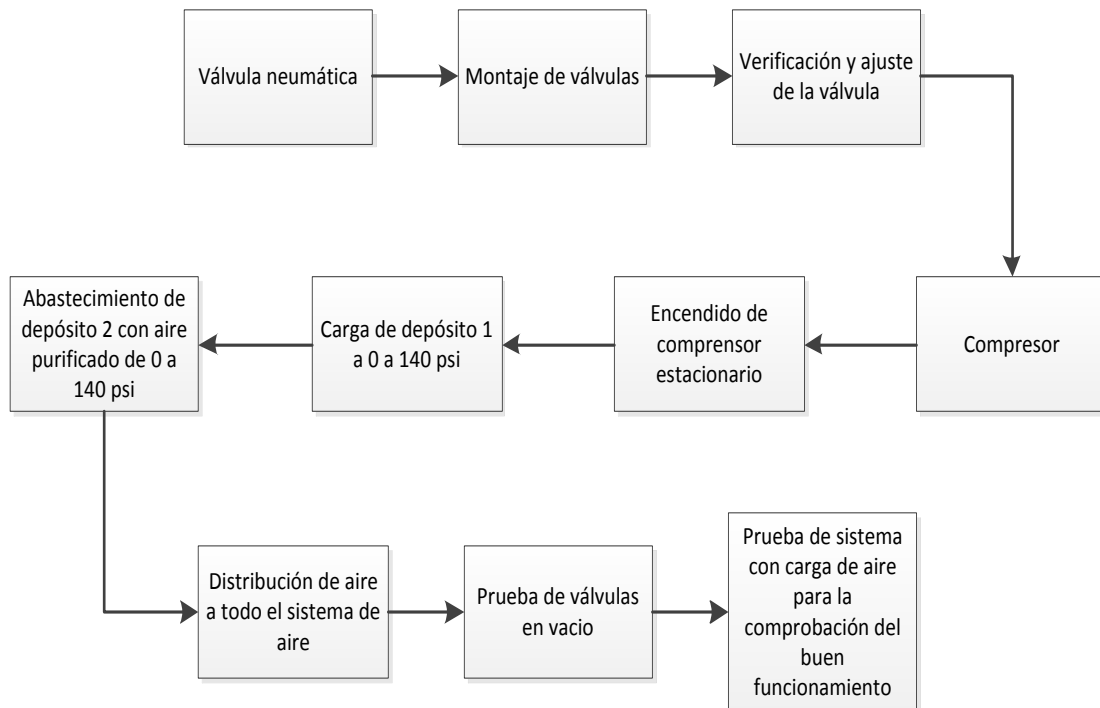 Válvula neumática
Montaje de válvulas
Verificación y ajuste
de la válvula
Compresor
Encendido de
comprensor
estacionario
Carga de depósito 1
a 0 a 140 psi
Abastecimiento de
depósito 2 con aire
purificado de 0 a
140 psi
Distribución de aire
a todo el sistema de
aire
Prueba de válvulas
en vacio
Prueba de sistema
con carga de aire
para la
comprobación del
buen
funcionamiento